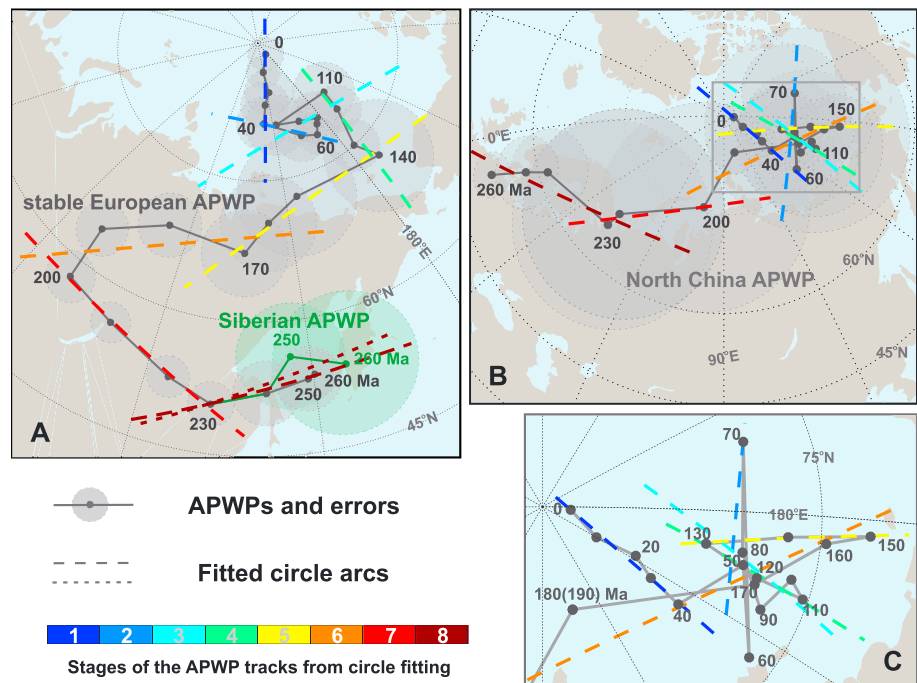 0
110
40
60
140
stable European APWP
180°E
170
200
60°N
Siberian APWP
250
260 Ma
260 Ma
250
230
45°N
A
70
150
0
0°E
40
110
260 Ma
60
200
230
60°N
North China APWP
90°E
45°N
B
70
75°N
0
180°E
130
150
20
80
160
50
120
180(190) Ma
170
40
90
110
60
C
APWPs and errors
Fitted circle arcs
1 2 3 4 5 6 7 8
Stages of the APWP tracks from circle fitting